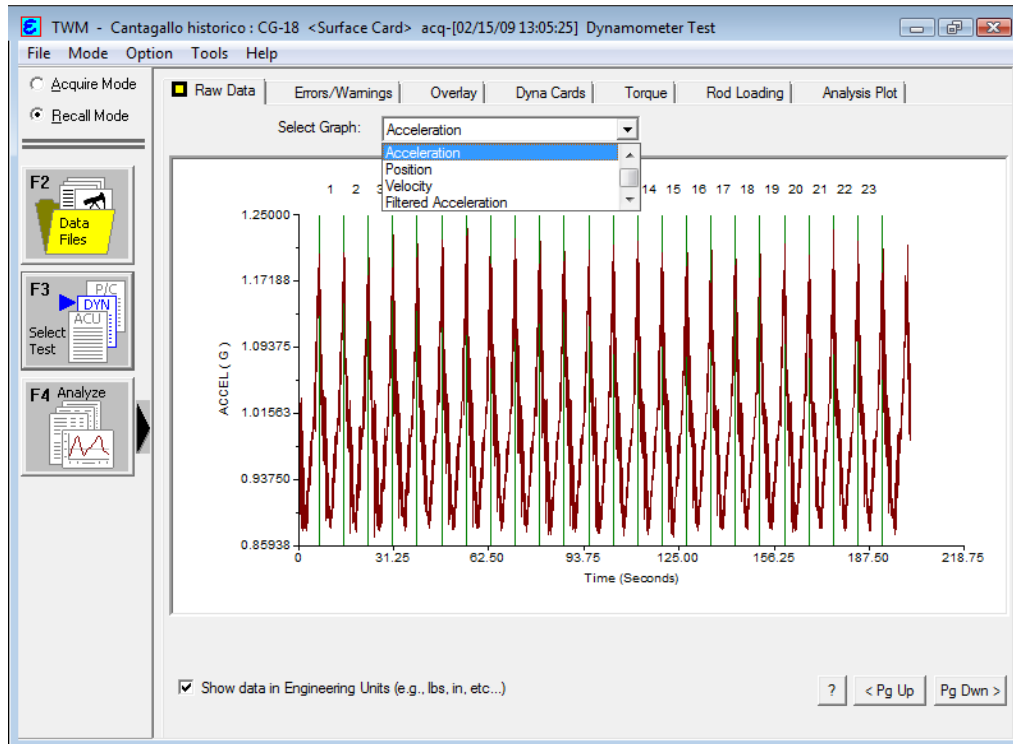 TWM - Cantagallo historico : CG-18 <Surface Card> acq-[02/15/09 13:05:25] Dynamometer Test
File Mode Option Tools Help
Acquire Mode
Recall Mode
F2
Data
Files
F3
P/C
DYN
ACU
Select
Test
F4 Analyze
Raw Data
Errors/Warnings
Overlay
Dyna Cards
Torque
Rod Loading
Analysis Plot
Select Graph:
Acceleration
Acceleration
Position
Velocity
Filtered Acceleration
1 2 14 15 16 17 18 19 20 21 22 23
1.25000
1.17188
1.09375
1.01563
0.93750
0.85938
ACCEL ( G )
0 31.25 62.50 93.75 125.00 156.25 187.50 218.75
Time (Seconds)
Show data in Engineering Units (e.g., lbs, in, etc...)
?
< Pg Up
Pg Dwn >